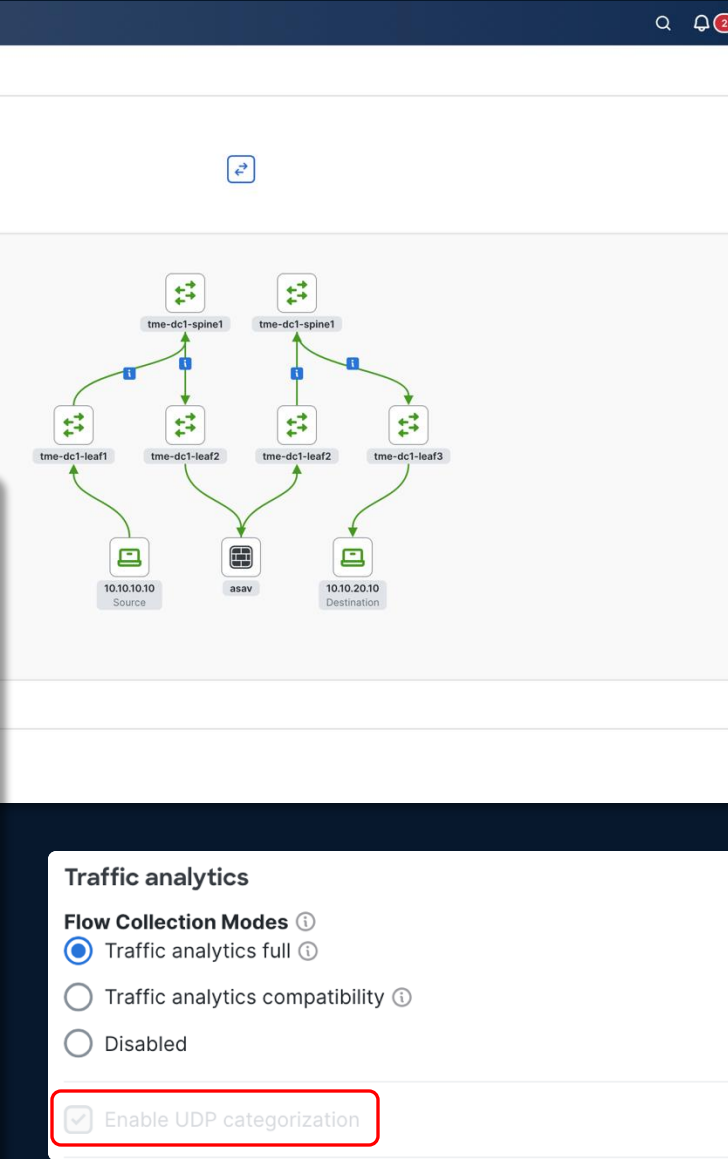 2
tme-dc1-spine1
tme-dc1-spine1
i
i
i
i
tme-dc1-leaf1
tme-dc1-leaf2
tme-dc1-leaf2
tme-dc1-leaf3
10.10.10.10
Source
asav
10.10.20.10
Destination
Traffic analytics
Flow Collection Modes
Traffic analytics full
Traffic analytics compatibility
Disabled
Enable UDP categorization